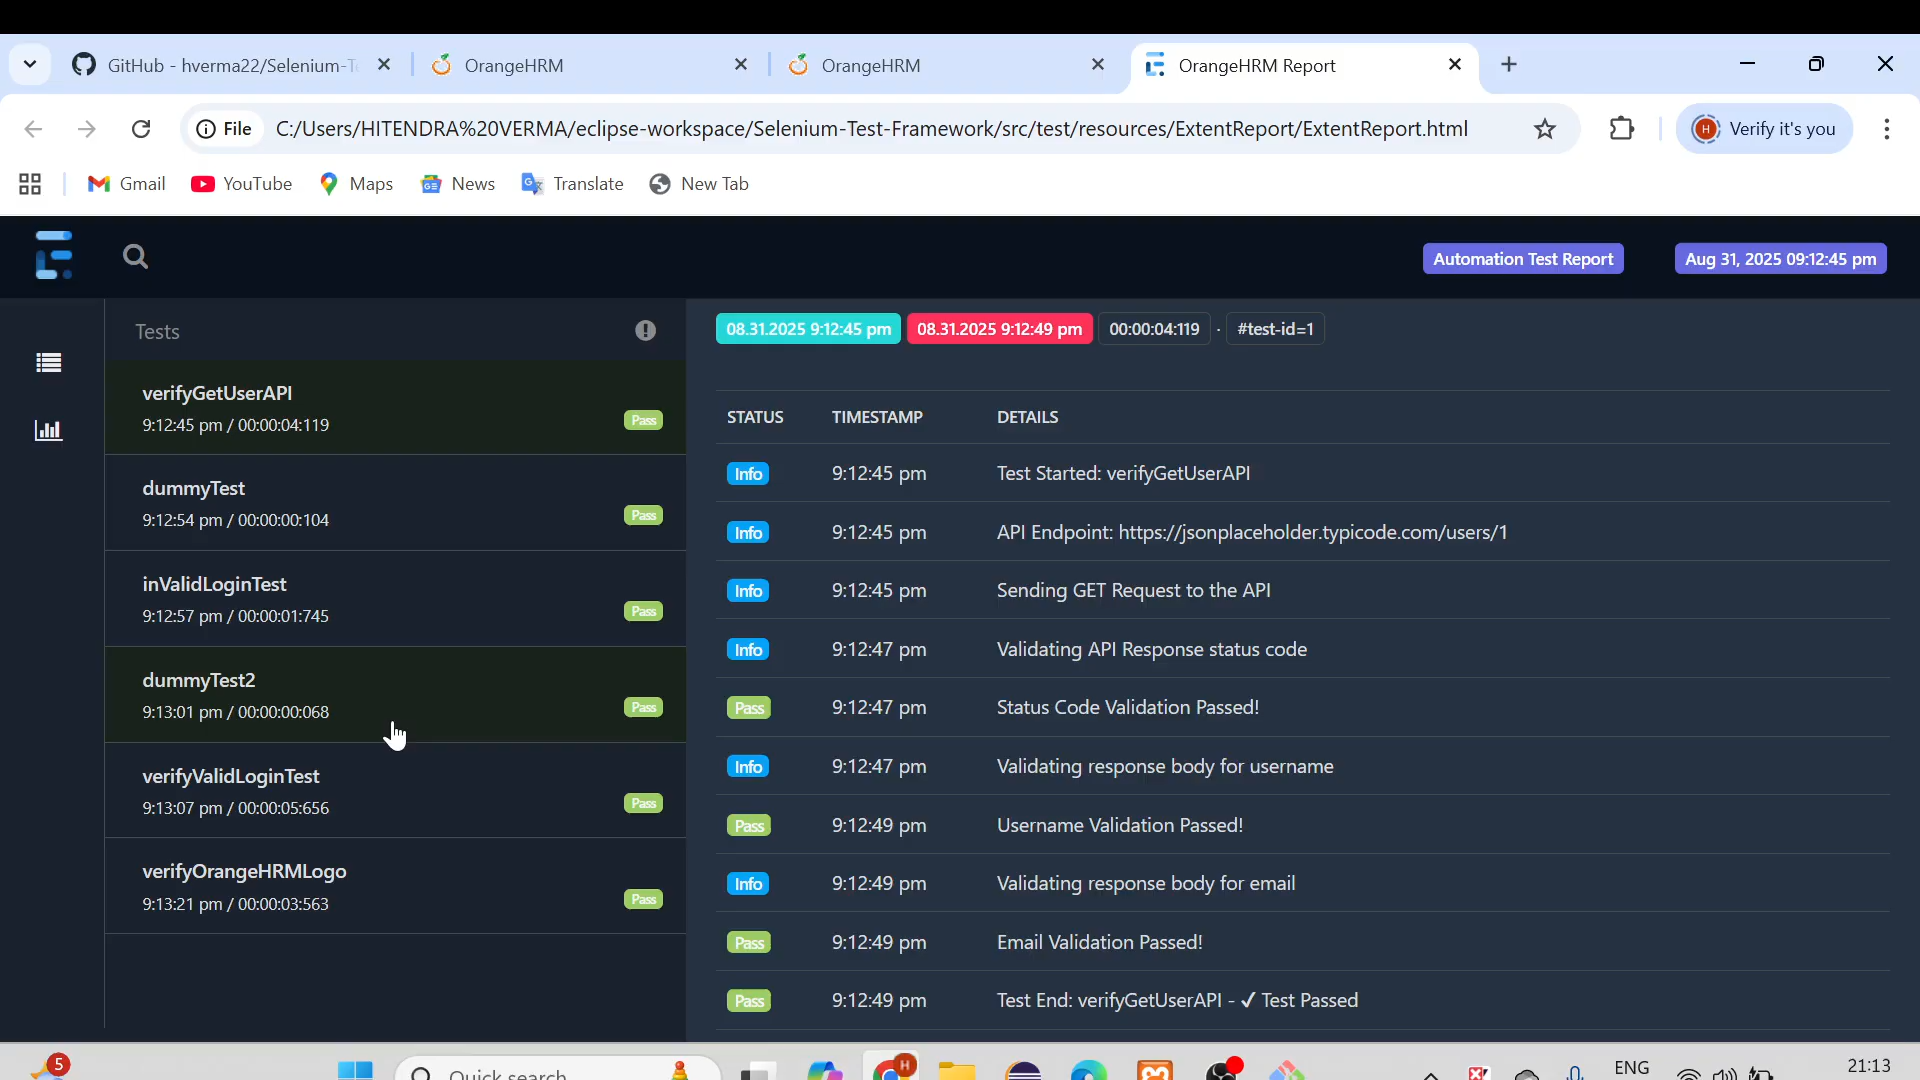 GitHub - hverma22/Selenium-Te
OrangeHRM
OrangeHRM
OrangeHRM Report
File
C:/Users/HITENDRA%20VERMA/eclipse-workspace/Selenium-Test-Framework/src/test/resources/ExtentReport/ExtentReport.html
H
Verify it's you
Gmail
YouTube
Maps
News
Translate
New Tab
Automation Test Report
Aug 31, 2025 09:12:45 pm
Tests
verifyGetUserAPI
9:12:45 pm / 00:00:04:119
Pass
dummyTest
9:12:54 pm / 00:00:00:104
Pass
inValidLoginTest
9:12:57 pm / 00:00:01:745
Pass
dummyTest2
9:13:01 pm / 00:00:00:068
Pass
verifyValidLoginTest
9:13:07 pm / 00:00:05:656
Pass
verifyOrangeHRMLogo
9:13:21 pm / 00:00:03:563
Pass
08.31.2025 9:12:45 pm 08.31.2025 9:12:49 pm 00:00:04:119 · #test-id=1
STATUS TIMESTAMP DETAILS
Info 9:12:45 pm Test Started: verifyGetUserAPI
Info 9:12:45 pm API Endpoint: https://jsonplaceholder.typicode.com/users/1
Info 9:12:45 pm Sending GET Request to the API
Info 9:12:47 pm Validating API Response status code
Pass 9:12:47 pm Status Code Validation Passed!
Info 9:12:47 pm Validating response body for username
Pass 9:12:49 pm Username Validation Passed!
Info 9:12:49 pm Validating response body for email
Pass 9:12:49 pm Email Validation Passed!
Pass 9:12:49 pm Test End: verifyGetUserAPI - ✓ Test Passed
5
Quick search
H
ENG
21:13